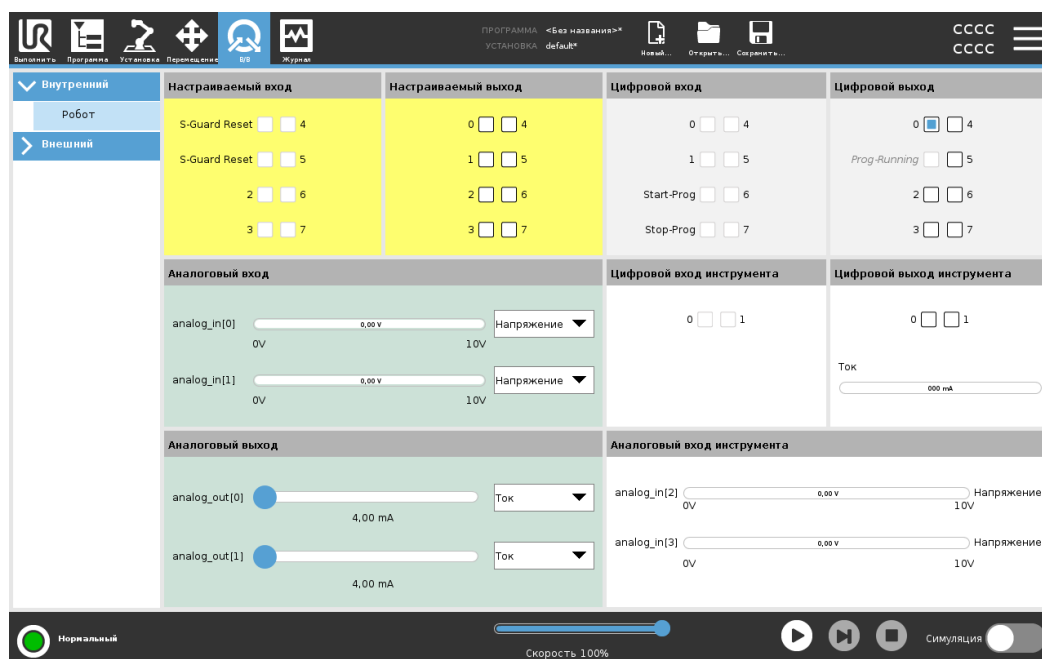 ПРОГРАММА <Без названия>*
УСТАНОВКА default*
CCCC
CCCC
Выполнить Программа Установка Перемещение В/В Журнал
Новый... Открыть... Сохранить...
Внутренний
Робот
Внешний
Настраиваемый вход
S-Guard Reset 4
S-Guard Reset 5
2 6
3 7
Настраиваемый выход
0 4
1 5
2 6
3 7
Цифровой вход
0 4
1 5
Start-Prog 6
Stop-Prog 7
Цифровой выход
0 4
Prog-Running 5
2 6
3 7
Аналоговый вход
analog_in[0] 0,00 V Напряжение
0V 10V
analog_in[1] 0,00 V Напряжение
0V 10V
Цифровой вход инструмента
0 1
Цифровой выход инструмента
0 1
Ток
000 mA
Аналоговый выход
analog_out[0] Ток
4,00 mA
analog_out[1] Ток
4,00 mA
Аналоговый вход инструмента
analog_in[2] 0,00 V Напряжение
0V 10V
analog_in[3] 0,00 V Напряжение
0V 10V
Нормальный
Скорость 100%
Симуляция